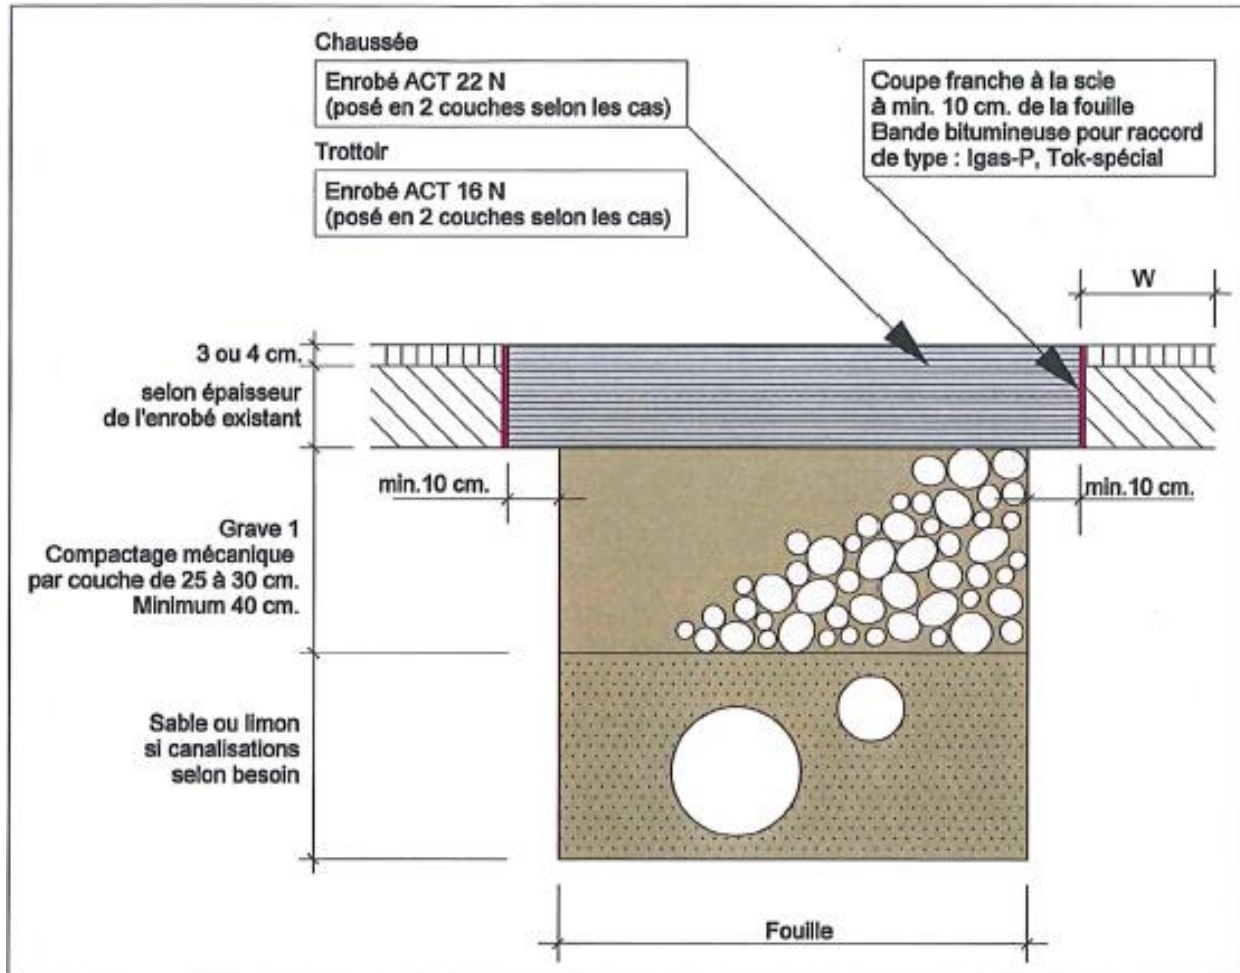 Chaussée
Enrobé ACT 22 N
(posé en 2 couches selon les cas)
Trottoir
Enrobé ACT 16 N
(posé en 2 couches selon les cas)
Coupe franche à la scie
à min. 10 cm. de la fouille
Bande bitumineuse pour raccord
de type : Igas-P, Tok-spécial
W
3 ou 4 cm.
selon épaisseur
de l'enrobé existant
min.10 cm.
min.10 cm.
Grave 1
Compactage mécanique
par couche de 25 à 30 cm.
Minimum 40 cm.
Sable ou limon
si canalisations
selon besoin
Fouille